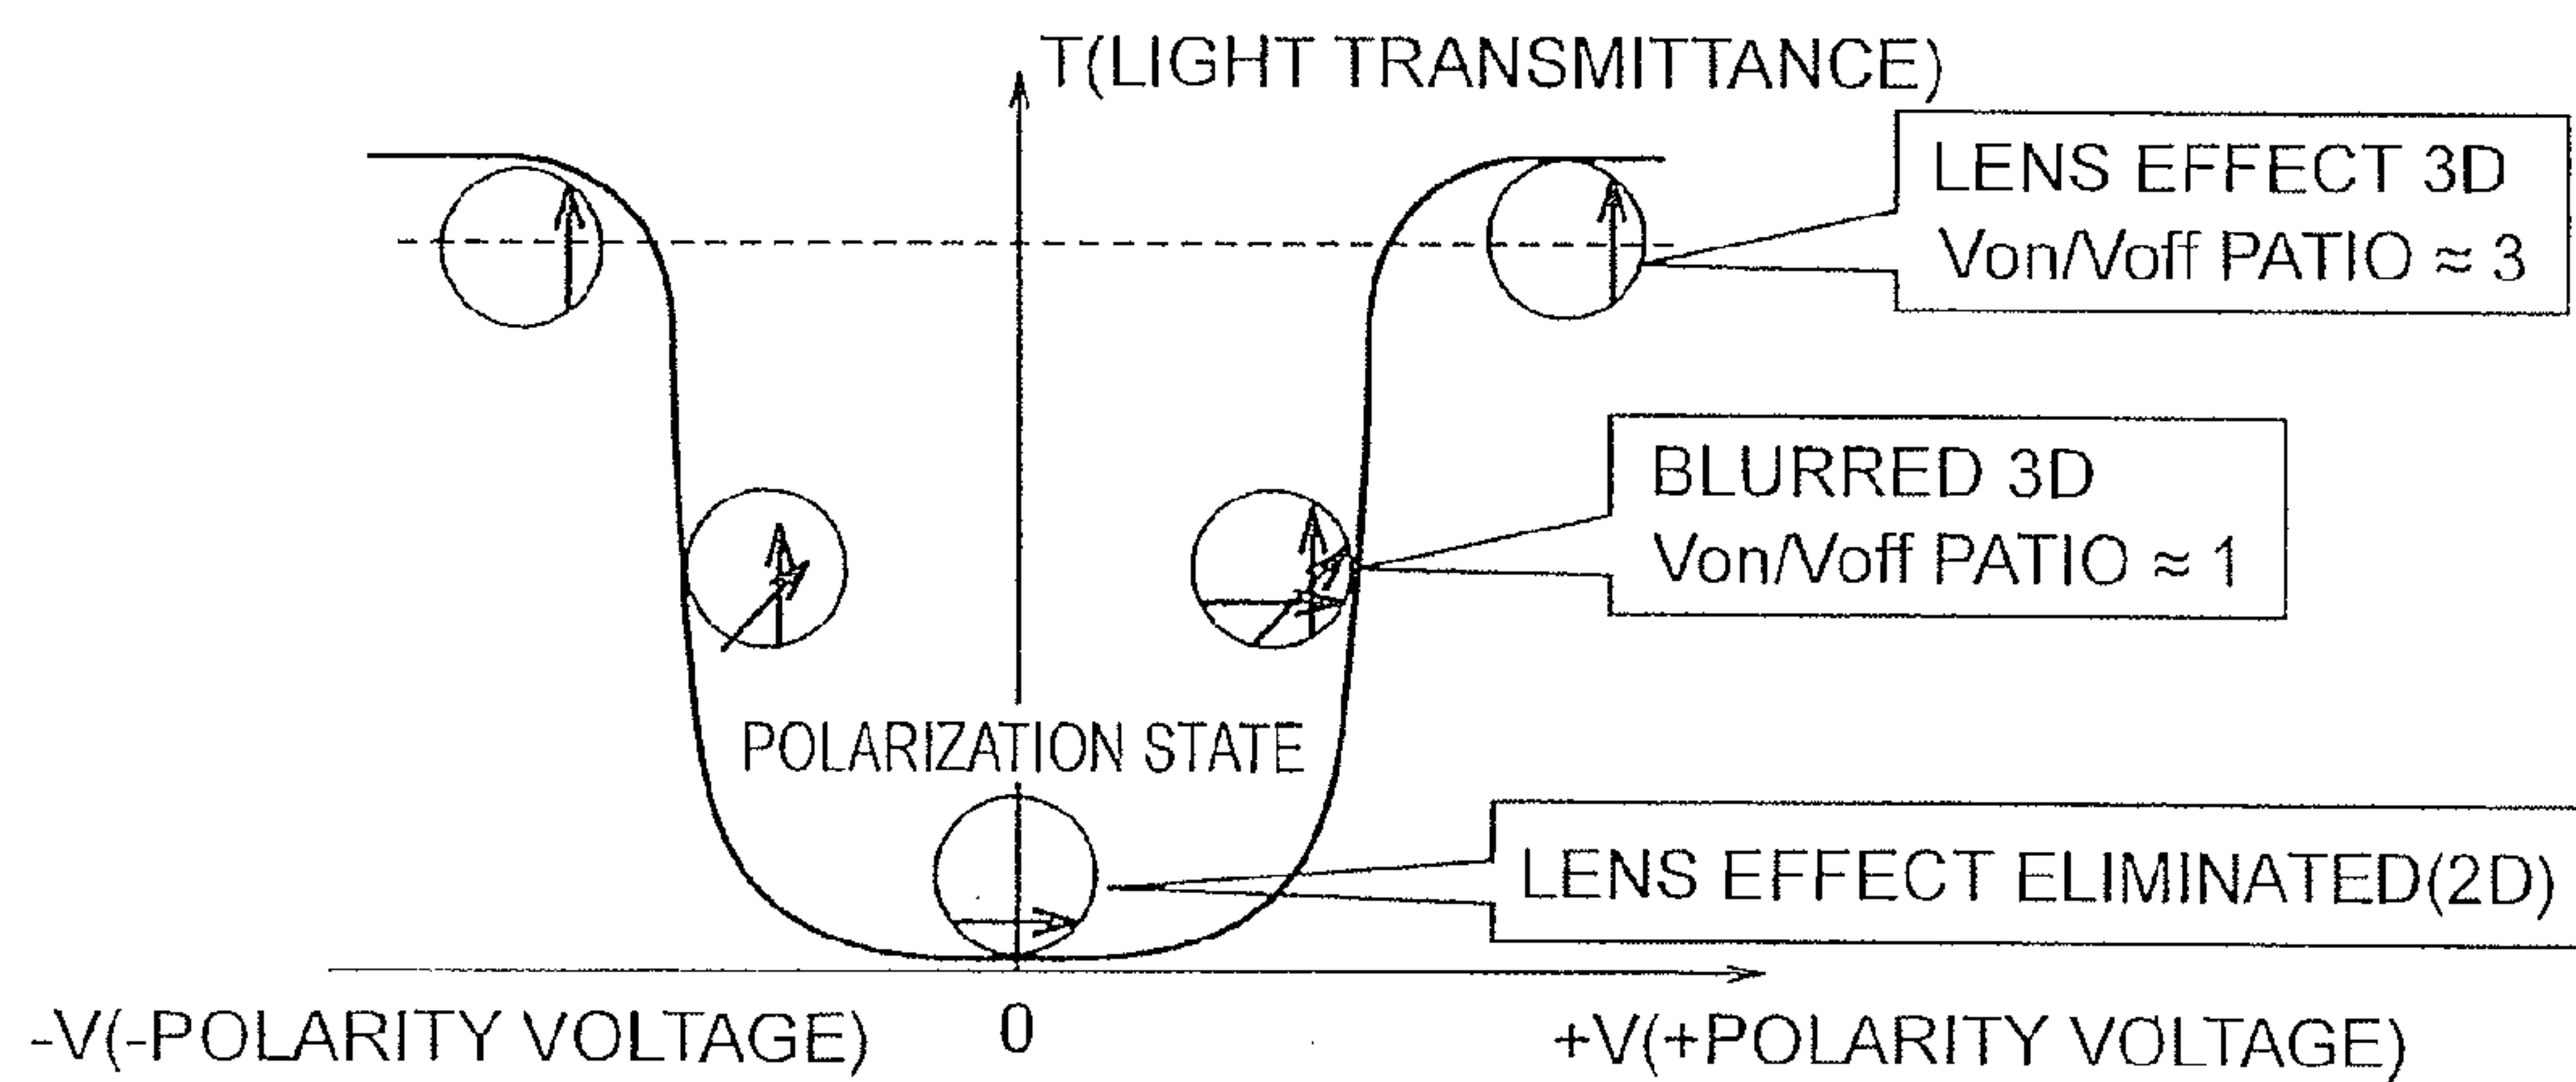 T(LIGHT TRANSMITTANCE)
LENS EFFECT 3D
Von/Voff PATIO ≈ 3
BLURRED 3D
Von/Voff PATIO ≈ 1
POLARIZATION STATE
LENS EFFECT ELIMINATED(2D)
-V(-POLARITY VOLTAGE)
0
+V(+POLARITY VOLTAGE)